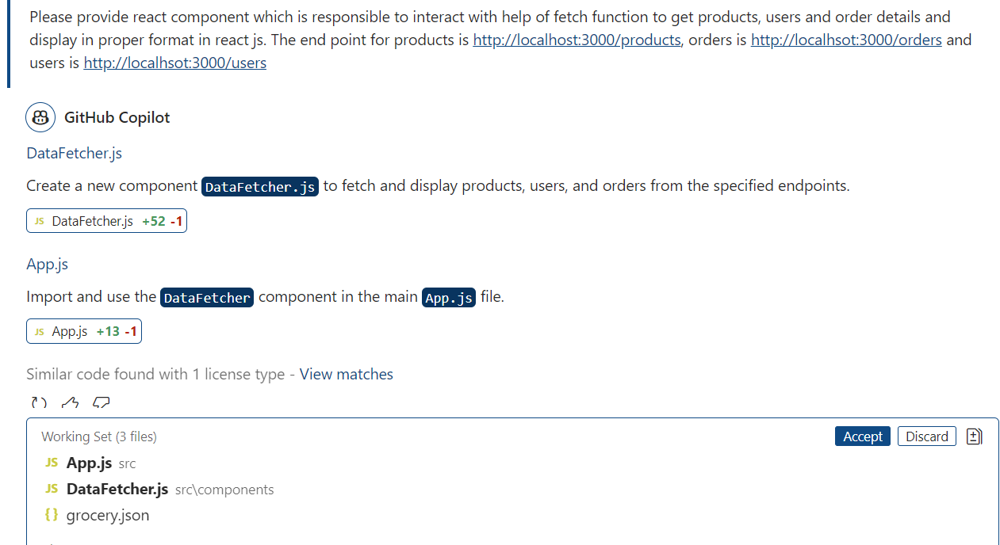 Please provide react component which is responsible to interact with help of fetch function to get products, users and order details and
display in proper format in react js. The end point for products is http://localhost:3000/products, orders is http://localhsot:3000/orders and
users is http://localhsot:3000/users
GitHub Copilot
DataFetcher.js
Create a new component DataFetcher.js to fetch and display products, users, and orders from the specified endpoints.
JS DataFetcher.js +52 -1
App.js
Import and use the DataFetcher component in the main App.js file.
JS App.js +13 -1
Similar code found with 1 license type - View matches
Working Set (3 files) Accept Discard
JS App.js src
JS DataFetcher.js src\components
{} grocery.json